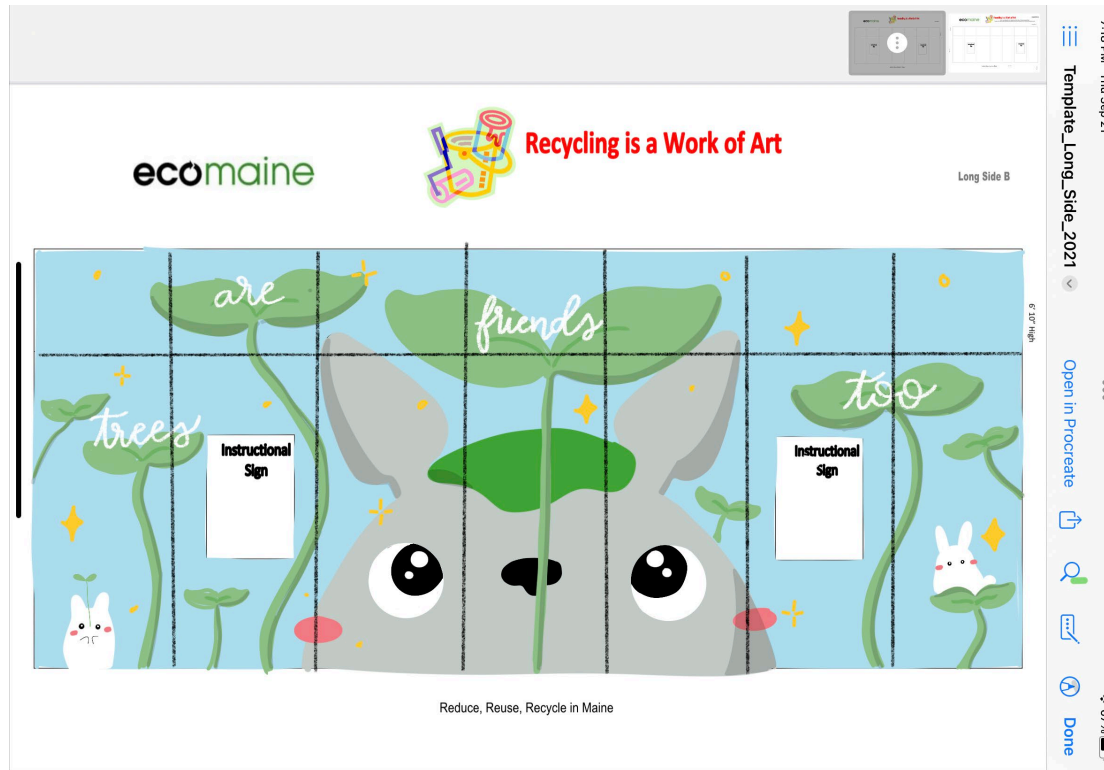 ecomaine
Recycling is a Work of Art
Long Side B
trees
are
friends
too
Instructional
Sign
Instructional
Sign
6' 10" High
Reduce, Reuse, Recycle in Maine
Template_Long_Side_2021
Open in Procreate
Done